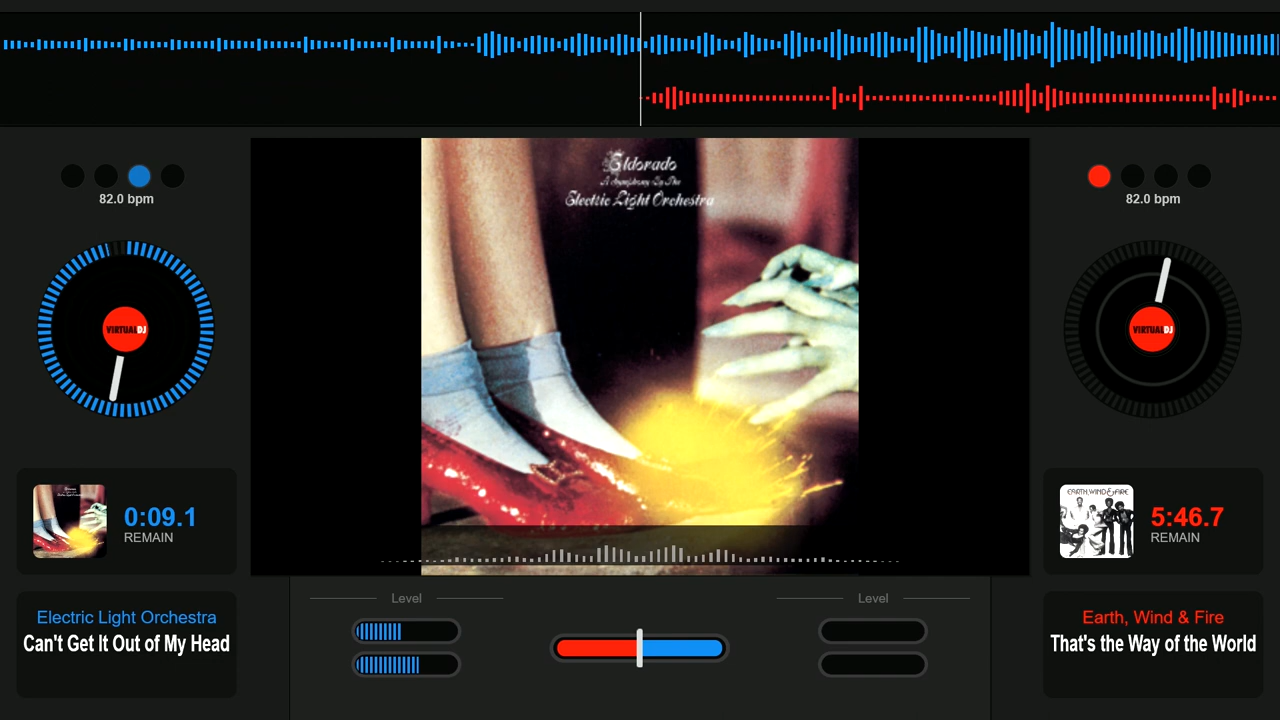 Eldorado
A Symphony By The
Electric Light Orchestra
82.0 bpm
82.0 bpm
VIRTUALDJ
VIRTUALDJ
0:09.1
REMAIN
EARTH, WIND & FIRE
5:46.7
REMAIN
Level
Level
Electric Light Orchestra
Can't Get It Out of My Head
Earth, Wind & Fire
That's the Way of the World